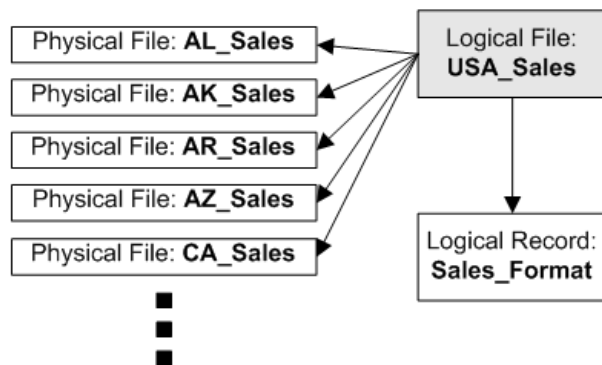 Physical File: AL_Sales
Physical File: AK_Sales
Physical File: AR_Sales
Physical File: AZ_Sales
Physical File: CA_Sales
Logical File:
USA_Sales
Logical Record:
Sales_Format